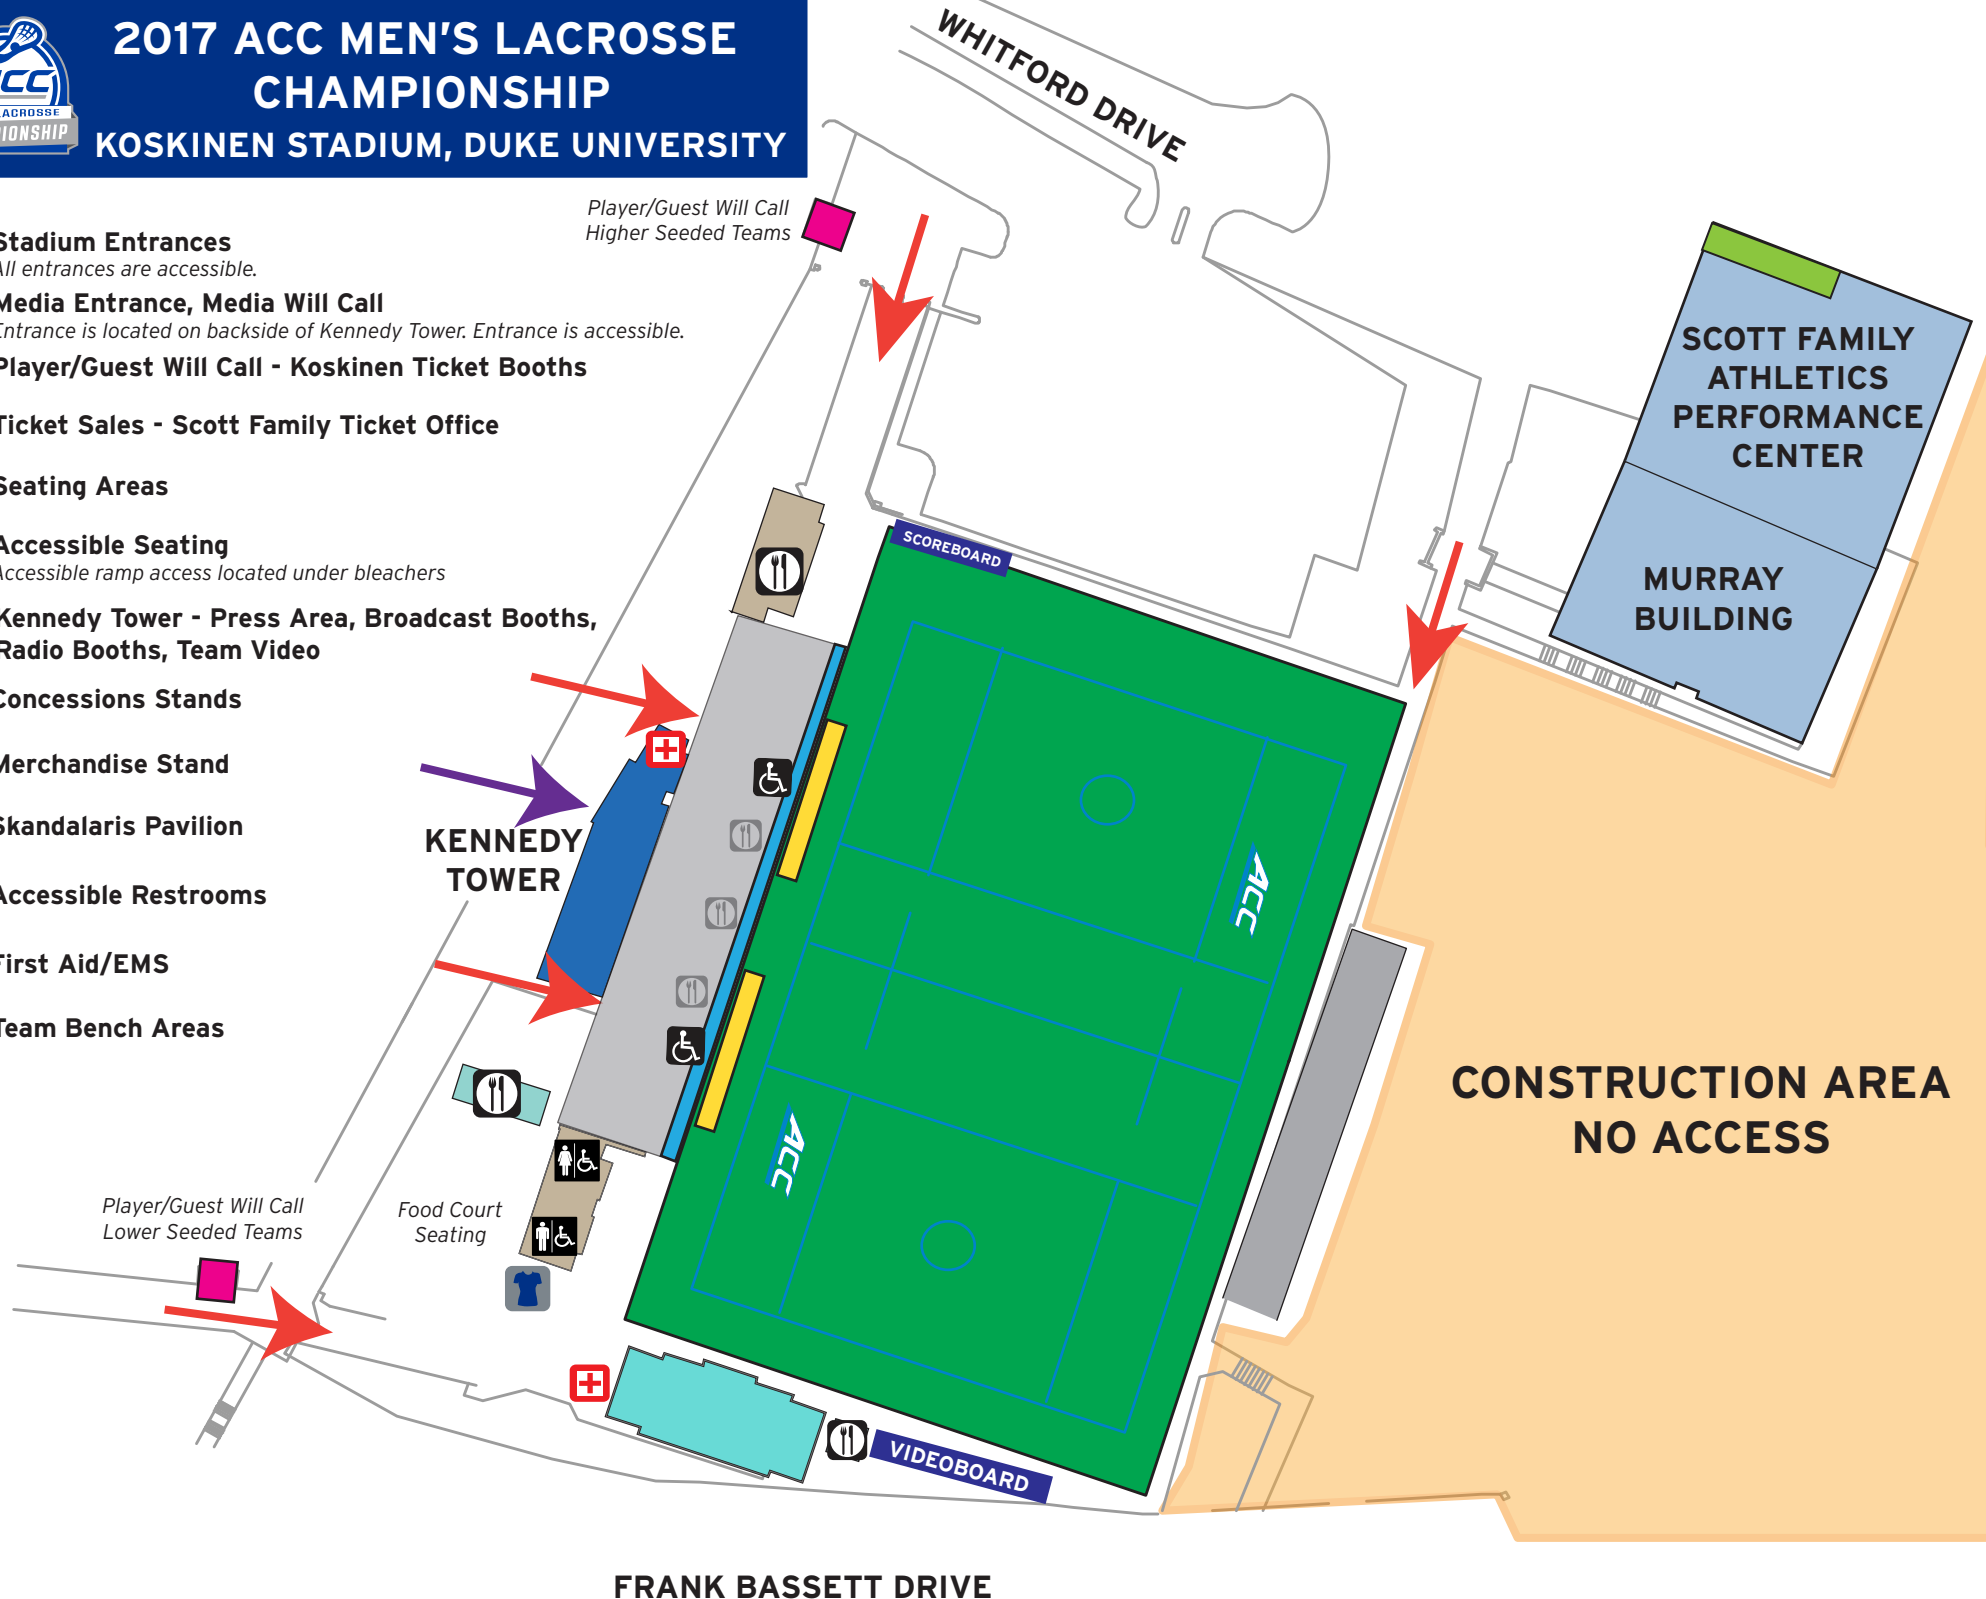 2017 ACC MEN'S LACROSSE
CHAMPIONSHIP
KOSKINEN STADIUM, DUKE UNIVERSITY
WHITFORD DRIVE
Player/Guest Will Call
Higher Seeded Teams
Stadium Entrances
All entrances are accessible.
Media Entrance, Media Will Call
Entrance is located on backside of Kennedy Tower. Entrance is accessible.
Player/Guest Will Call - Koskinen Ticket Booths
Ticket Sales - Scott Family Ticket Office
Seating Areas
Accessible Seating
Accessible ramp access located under bleachers
Kennedy Tower - Press Area, Broadcast Booths,
Radio Booths, Team Video
Concessions Stands
Merchandise Stand
Skandalaris Pavilion
Accessible Restrooms
First Aid/EMS
Team Bench Areas
SCOTT FAMILY
ATHLETICS
PERFORMANCE
CENTER
MURRAY
BUILDING
SCOREBOARD
KENNEDY
TOWER
ACC
ACC
CONSTRUCTION AREA
NO ACCESS
Player/Guest Will Call
Lower Seeded Teams
Food Court
Seating
VIDEOBOARD
FRANK BASSETT DRIVE